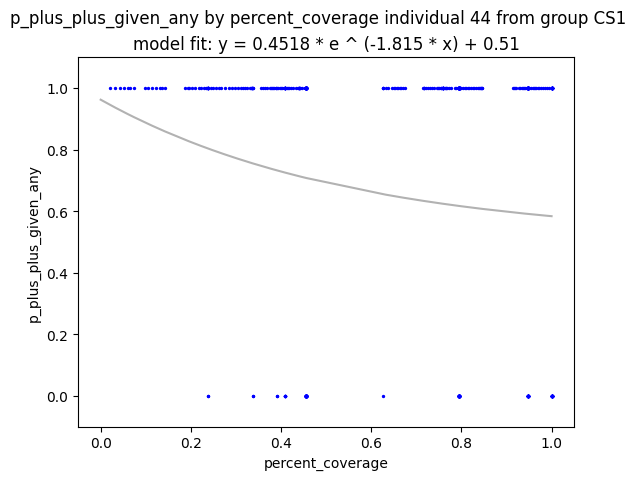 p_plus_plus_given_any by percent_coverage individual 44 from group CS1
model fit: y = 0.4518 * e ^ (-1.815 * x) + 0.51
1.0
0.8
0.6
0.4
0.2
0.0
p_plus_plus_given_any
0.0 0.2 0.4 0.6 0.8 1.0
percent_coverage